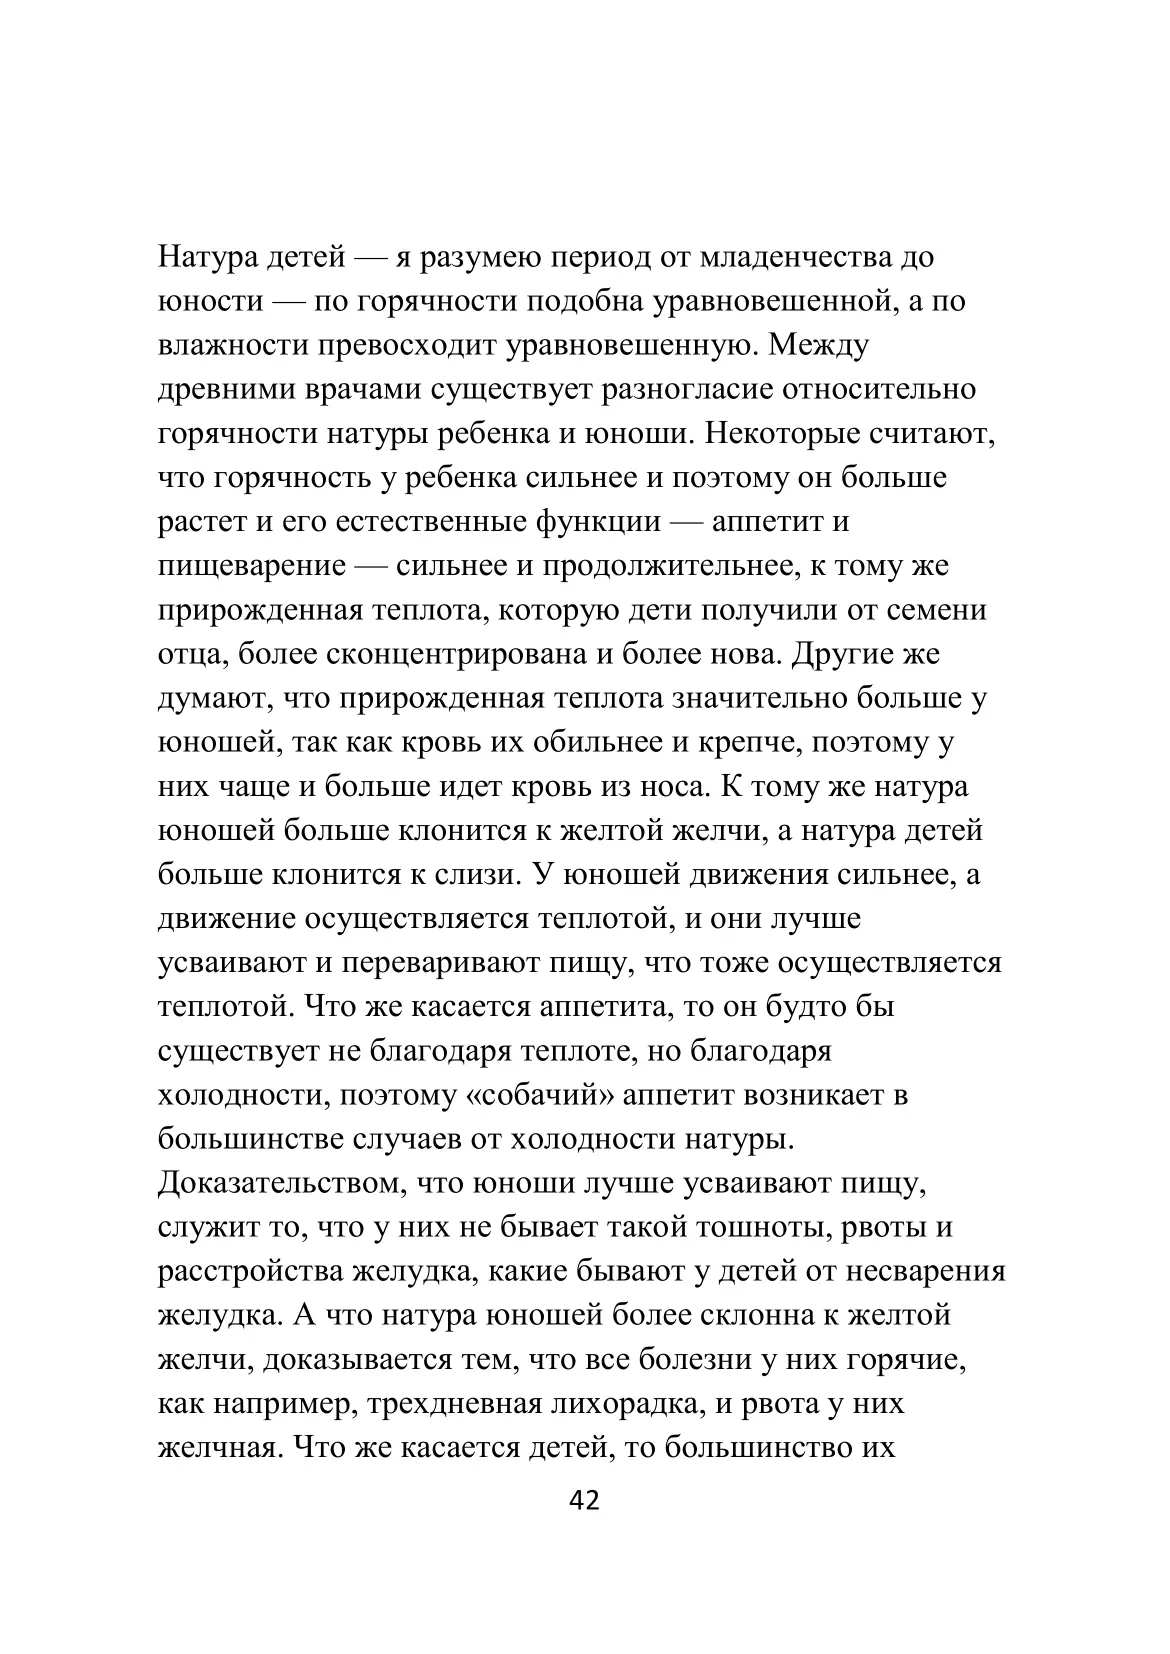 Натура детей — я разумею период от младенчества до
юности — по горячности подобна уравновешенной, а по
влажности превосходит уравновешенную. Между
древними врачами существует разногласие относительно
горячности натуры ребенка и юноши. Некоторые считают,
что горячность у ребенка сильнее и поэтому он больше
растет и его естественные функции — аппетит и
пищеварение — сильнее и продолжительнее, к тому же
прирожденная теплота, которую дети получили от семени
отца, более сконцентрирована и более нова. Другие же
думают, что прирожденная теплота значительно больше у
юношей, так как кровь их обильнее и крепче, поэтому у
них чаще и больше идет кровь из носа. К тому же натура
юношей больше клонится к желтой желчи, а натура детей
больше клонится к слизи. У юношей движения сильнее, а
движение осуществляется теплотой, и они лучше
усваивают и переваривают пищу, что тоже осуществляется
теплотой. Что же касается аппетита, то он будто бы
существует не благодаря теплоте, но благодаря
холодности, поэтому «собачий» аппетит возникает в
большинстве случаев от холодности натуры.
Доказательством, что юноши лучше усваивают пищу,
служит то, что у них не бывает такой тошноты, рвоты и
расстройства желудка, какие бывают у детей от несварения
желудка. А что натура юношей более склонна к желтой
желчи, доказывается тем, что все болезни у них горячие,
как например, трехдневная лихорадка, и рвота у них
желчная. Что же касается детей, то большинство их
42